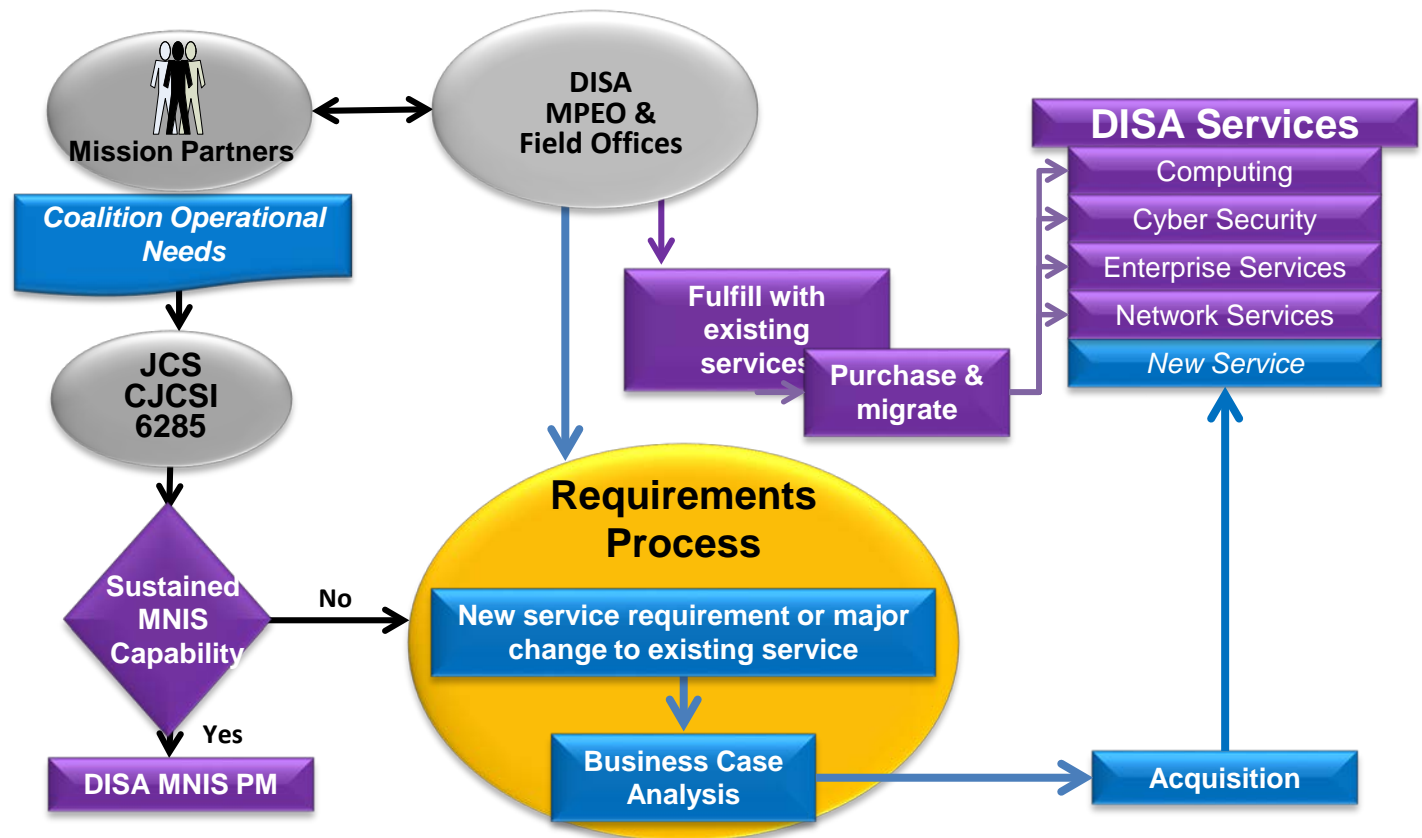 Mission Partners
DISA
MPEO &
Field Offices
Coalition Operational
Needs
JCS
CJCSI
6285
Sustained
MNIS
Capability
No
Yes
DISA MNIS PM
Fulfill with
existing
services
Purchase &
migrate
DISA Services
Computing
Cyber Security
Enterprise Services
Network Services
New Service
Requirements
Process
New service requirement or major
change to existing service
Business Case
Analysis
Acquisition